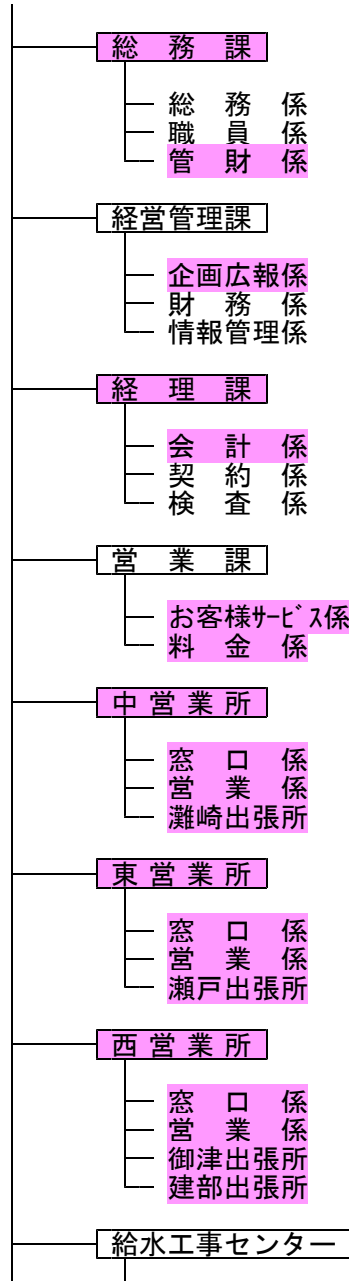 総務課
総務係
職員係
管財係
経営管理課
企画広報係
財務係
情報管理係
経理課
会計係
契約係
検査係
営業課
お客様ｻｰﾋﾞｽ係
料金係
中営業所
窓口係
営業係
灘崎出張所
東営業所
窓口係
営業係
瀬戸出張所
西営業所
窓口係
営業係
御津出張所
建部出張所
給水工事センター